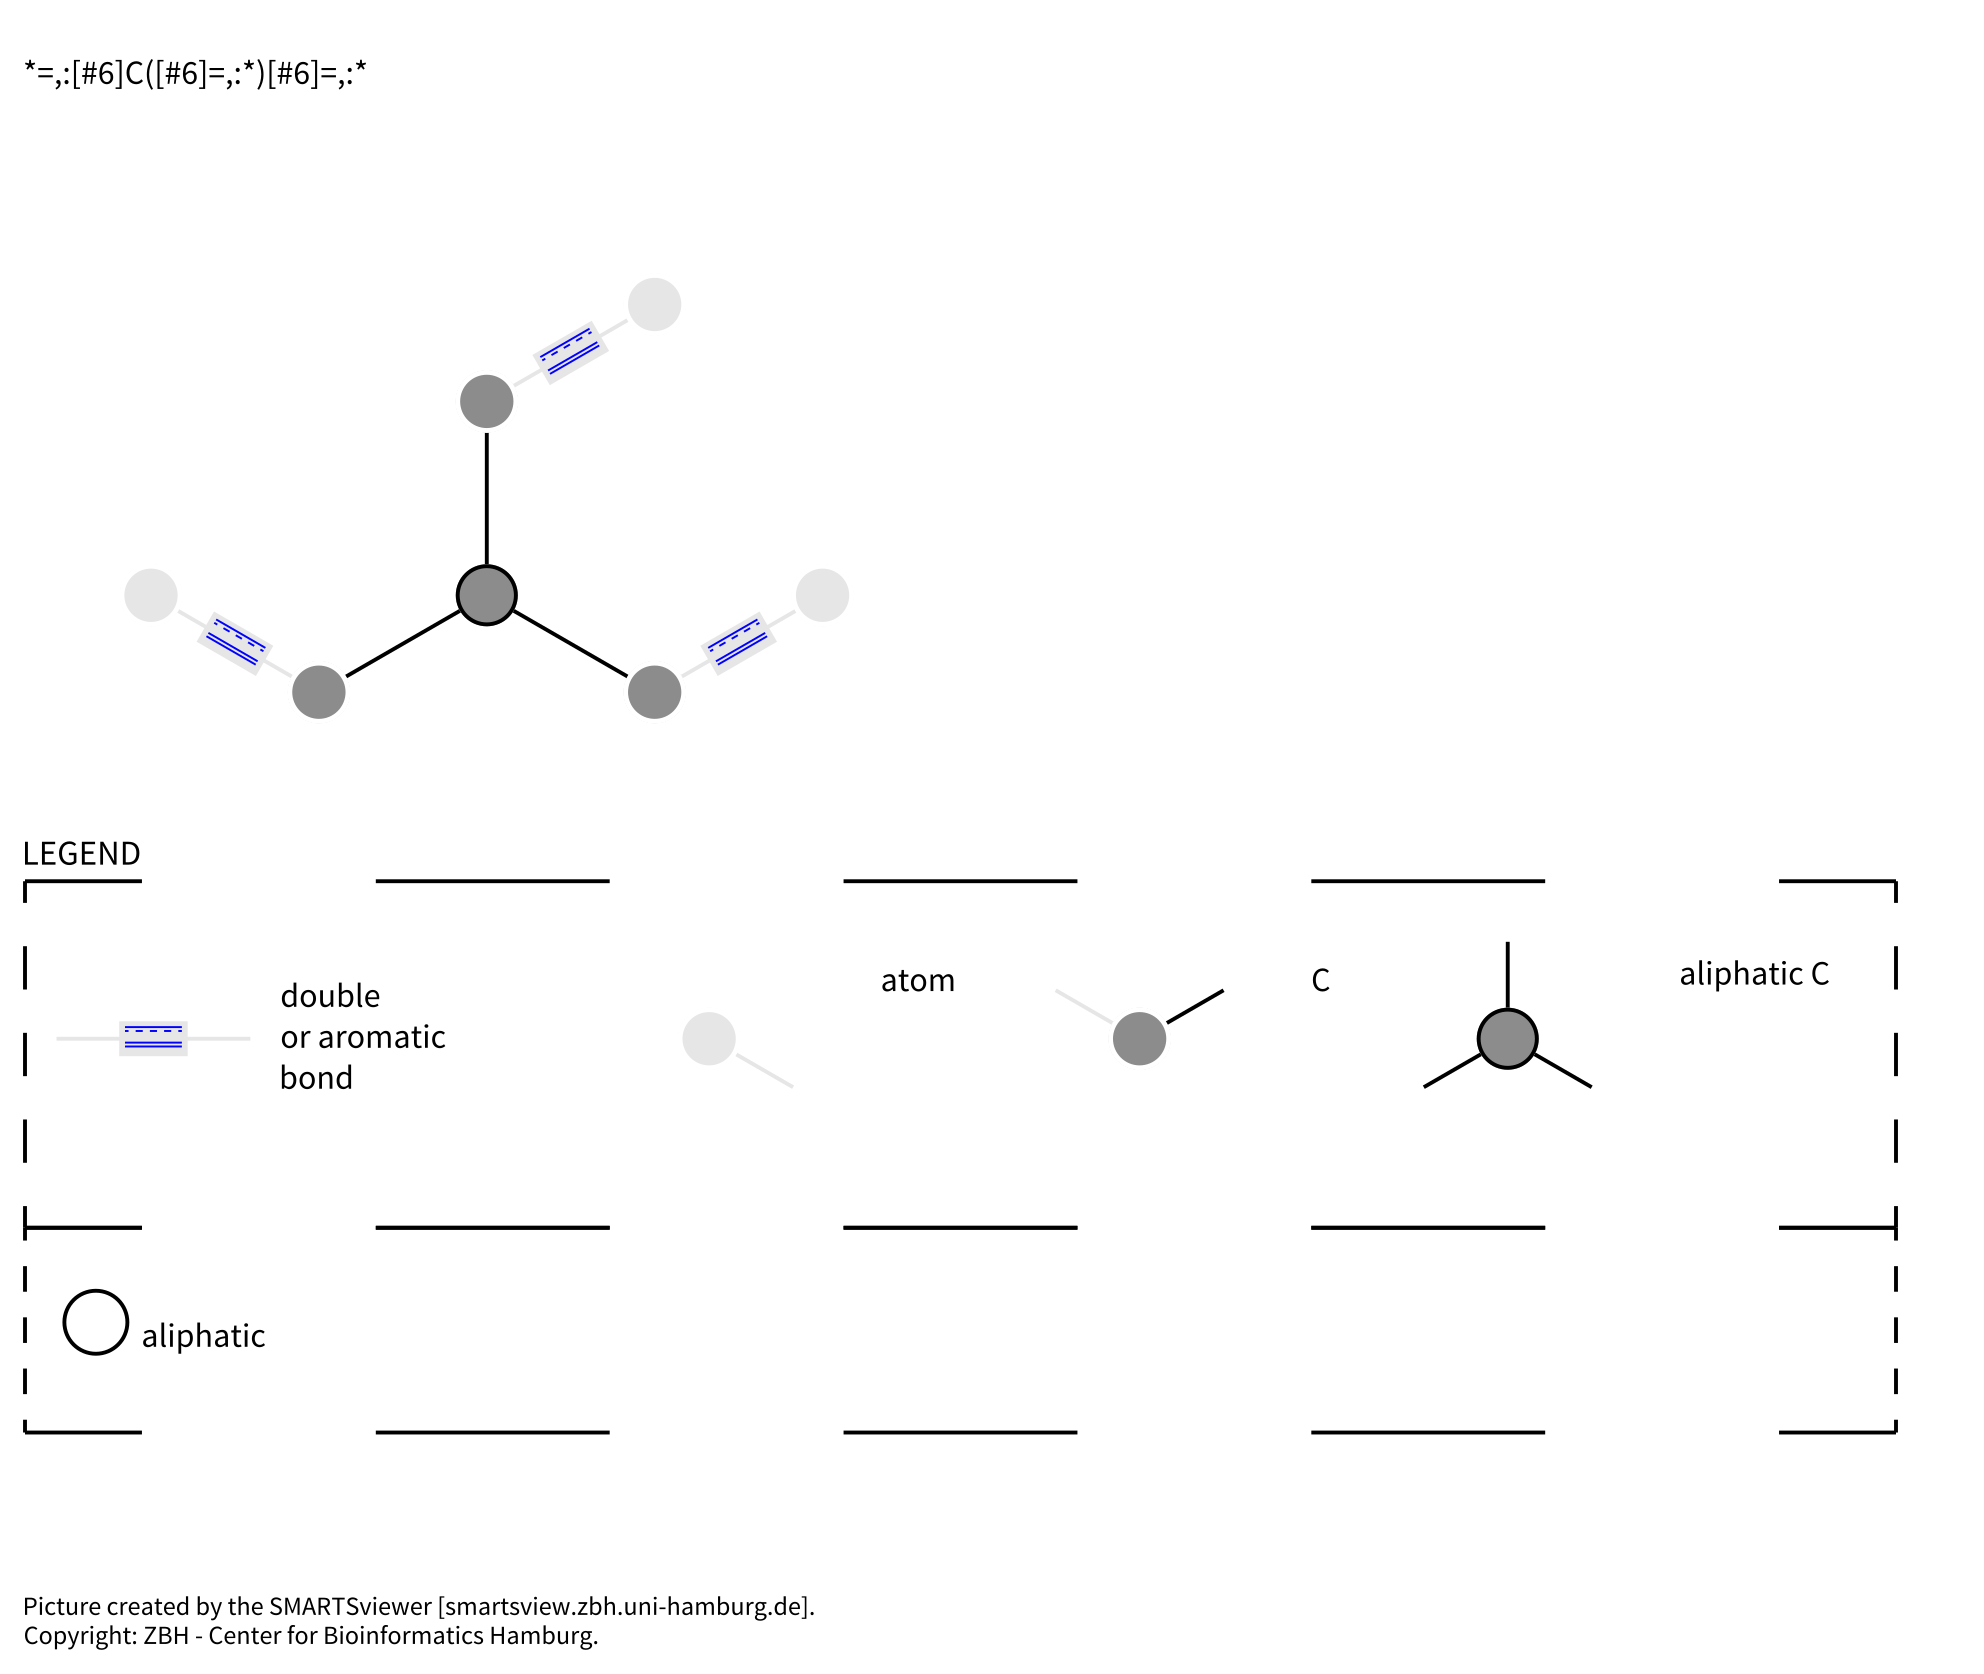 *=,:[#6]C([#6]=,:*)[#6]=,:*
LEGEND
double
or aromatic
bond
atom
C
aliphatic C
aliphatic
Picture created by the SMARTSviewer [smartsview.zbh.uni-hamburg.de].
Copyright: ZBH - Center for Bioinformatics Hamburg.